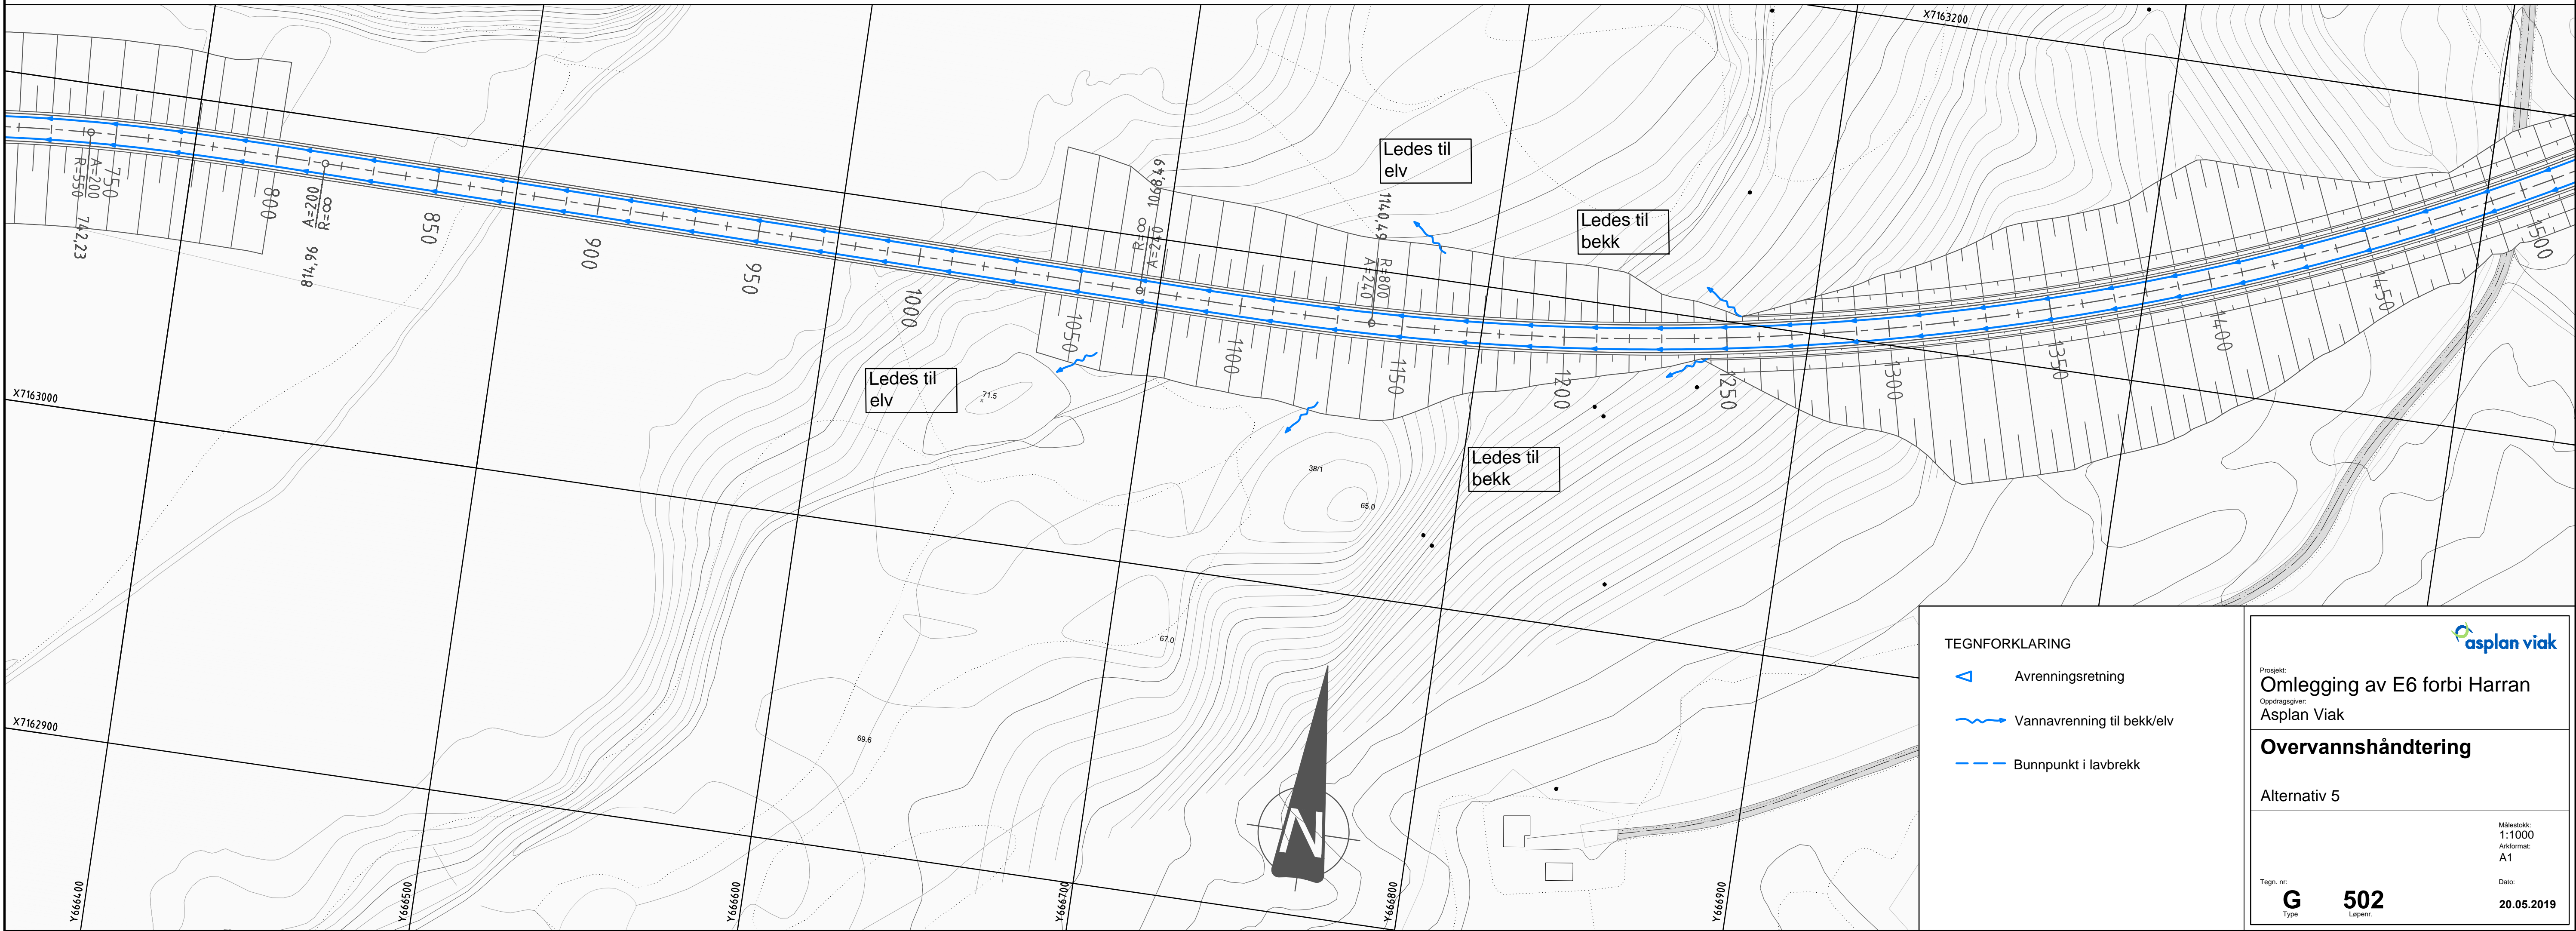 X7163200
A=200
R=550
742,23
750
800
A=200
R=∞
814,96
850
900
950
1000
1050
R=∞
A=240
1068,49
1100
1140,49
A=240
R=800
1150
1200
1250
1300
1350
1400
1450
1500
Ledes til
elv
Ledes til
bekk
Ledes til
elv
Ledes til
bekk
71.5
38/1
65.0
67.0
69.6
X7163000
X7162900
Y666400
Y666500
Y666600
Y666700
Y666800
Y666900
N
TEGNFORKLARING
Avrenningsretning
Vannavrenning til bekk/elv
Bunnpunkt i lavbrekk
asplan viak
Prosjekt:
Omlegging av E6 forbi Harran
Oppdragsgiver:
Asplan Viak
Overvannshåndtering
Alternativ 5
Målestokk:
1:1000
Arkformat:
A1
Tegn. nr:
G 502
Type Løpenr.
Dato:
20.05.2019